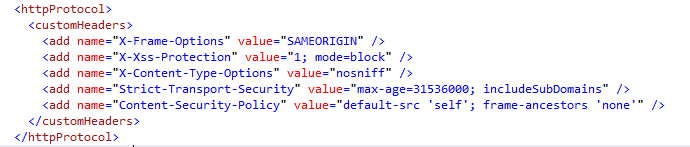 <httpProtocol>
<customHeaders>
<add name="X-Frame-Options" value="SAMEORIGIN" />
<add name="X-Xss-Protection" value="1; mode=block" />
<add name="X-Content-Type-Options" value="nosniff" />
<add name="Strict-Transport-Security" value="max-age=31536000; includeSubDomains" />
<add name="Content-Security-Policy" value="default-src 'self'; frame-ancestors 'none'" />
</customHeaders>
</httpProtocol>